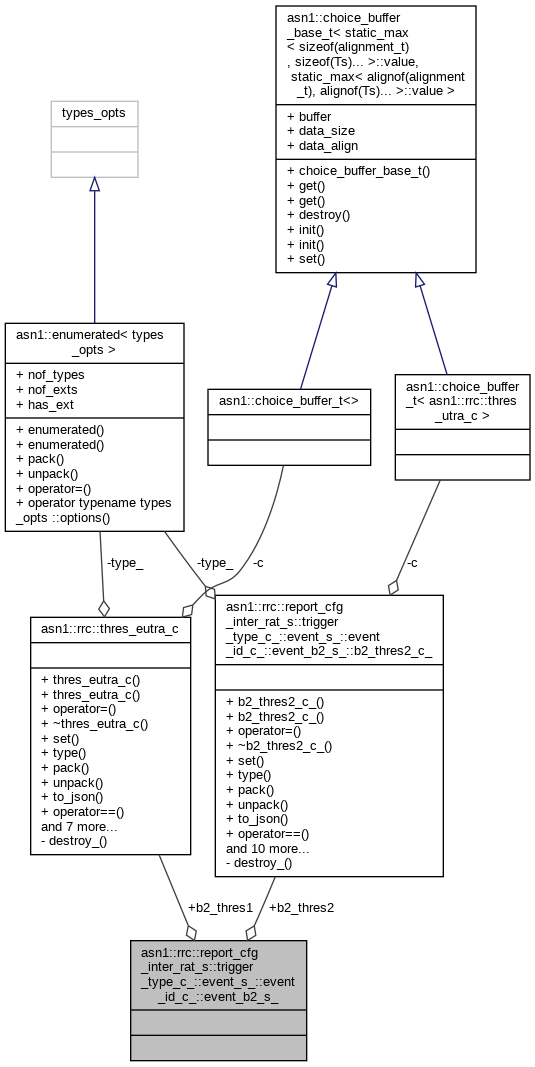 asn1::choice_buffer
_base_t< static_max
< sizeof(alignment_t)
, sizeof(Ts)... >::value,
static_max< alignof(alignment
_t), alignof(Ts)... >::value >
+ buffer
+ data_size
+ data_align
+ choice_buffer_base_t()
+ get()
+ get()
+ destroy()
+ init()
+ init()
+ set()
types_opts
asn1::enumerated< types
_opts >
+ nof_types
+ nof_exts
+ has_ext
+ enumerated()
+ enumerated()
+ pack()
+ unpack()
+ operator=()
+ operator typename types
_opts ::options()
asn1::choice_buffer_t<>
asn1::choice_buffer
_t< asn1::rrc::thres
_utra_c >
-type_
-type_
-c
-c
asn1::rrc::thres_eutra_c
+ thres_eutra_c()
+ thres_eutra_c()
+ operator=()
+ ~thres_eutra_c()
+ set()
+ type()
+ pack()
+ unpack()
+ to_json()
+ operator==()
and 7 more...
- destroy_()
asn1::rrc::report_cfg
_inter_rat_s::trigger
_type_c_::event_s_::event
_id_c_::event_b2_s_::b2_thres2_c_
+ b2_thres2_c_()
+ b2_thres2_c_()
+ operator=()
+ ~b2_thres2_c_()
+ set()
+ type()
+ pack()
+ unpack()
+ to_json()
+ operator==()
and 10 more...
- destroy_()
+b2_thres1
+b2_thres2
asn1::rrc::report_cfg
_inter_rat_s::trigger
_type_c_::event_s_::event
_id_c_::event_b2_s_